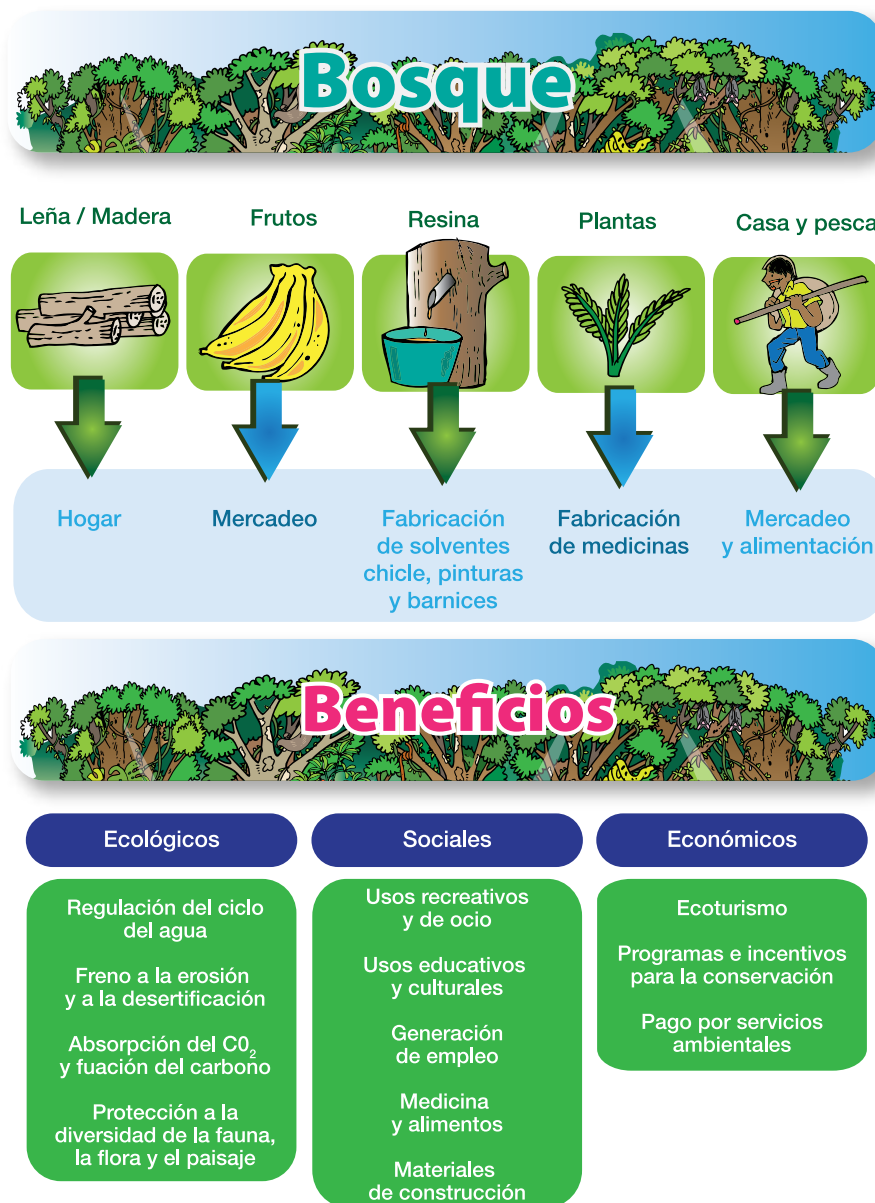 Bosque
Leña / Madera
Frutos
Resina
Plantas
Casa y pesca
Hogar
Mercadeo
Fabricación
de solventes
chicle, pinturas
y barnices
Fabricación
de medicinas
Mercadeo
y alimentación
Beneficios
Ecológicos
Regulación del ciclo
del agua
Freno a la erosión
y a la desertificación
Absorpción del C0₂
y fuación del carbono
Protección a la
diversidad de la fauna,
la flora y el paisaje
Sociales
Usos recreativos
y de ocio
Usos educativos
y culturales
Generación
de empleo
Medicina
y alimentos
Materiales
de construcción
Económicos
Ecoturismo
Programas e incentivos
para la conservación
Pago por servicios
ambientales